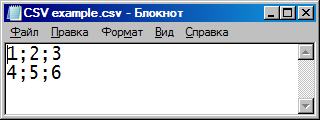 CSV example.csv - Блокнот
Файл Правка Формат Вид Справка
1;2;3
4;5;6